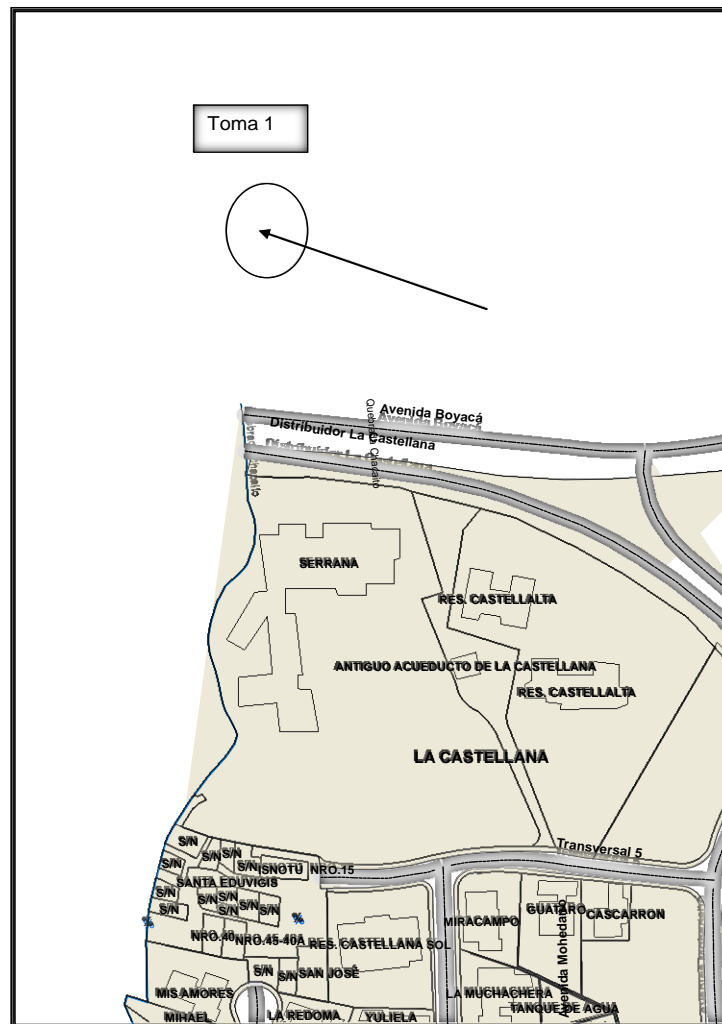 Toma 1
Avenida Boyacá
Quebrada Chacaito
Distribuidor La Castellana
SERRANA
RES. CASTELLALTA
ANTIGUO ACUEDUCTO DE LA CASTELLANA
RES. CASTELLALTA
LA CASTELLANA
Transversal 5
S/N
S/N
S/N
S/N
S/N
ISNOTÚ
NRO.15
SANTA EDUVIGIS
S/N
S/N
S/N
S/N
S/N
S/N
S/N
%
%
MIRACAMPO
GUATARO
CASCARRON
Avenida Mohedano
NRO.40
NRO.45-40A
RES. CASTELLANA SOL
S/N
S/N
SAN JOSÉ
MIS AMORES
LA MUCHACHERA
TANQUE DE AGUA
MIHAEL
LA REDOMA
YULIELA